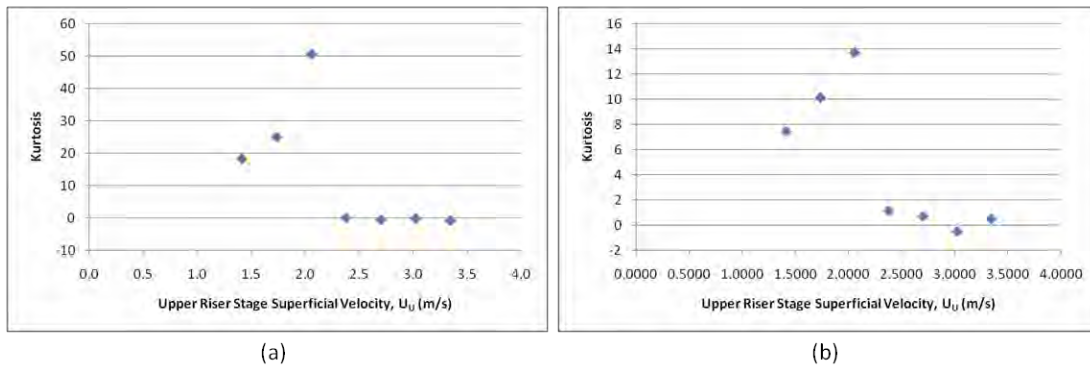 60
50
40
30
20
10
0
-10
Kurtosis
0.0 0.5 1.0 1.5 2.0 2.5 3.0 3.5 4.0
Upper Riser Stage Superficial Velocity, U_U (m/s)
(a)
16
14
12
10
8
6
4
2
0
-2
Kurtosis
0.0000 0.5000 1.0000 1.5000 2.0000 2.5000 3.0000 3.5000 4.0000
Upper Riser Stage Superficial Velocity, U_U (m/s)
(b)